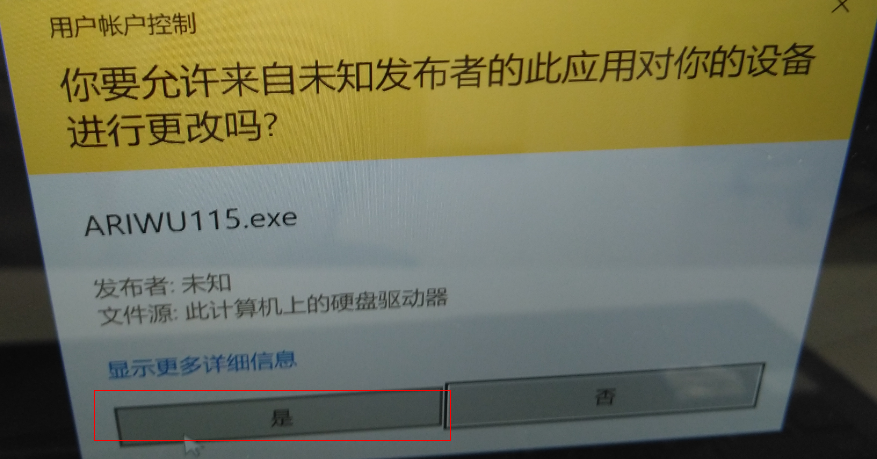 用户帐户控制
你要允许来自未知发布者的此应用对你的设备
进行更改吗?
ARIWU115.exe
发布者: 未知
文件源: 此计算机上的硬盘驱动器
显示更多详细信息
是
否